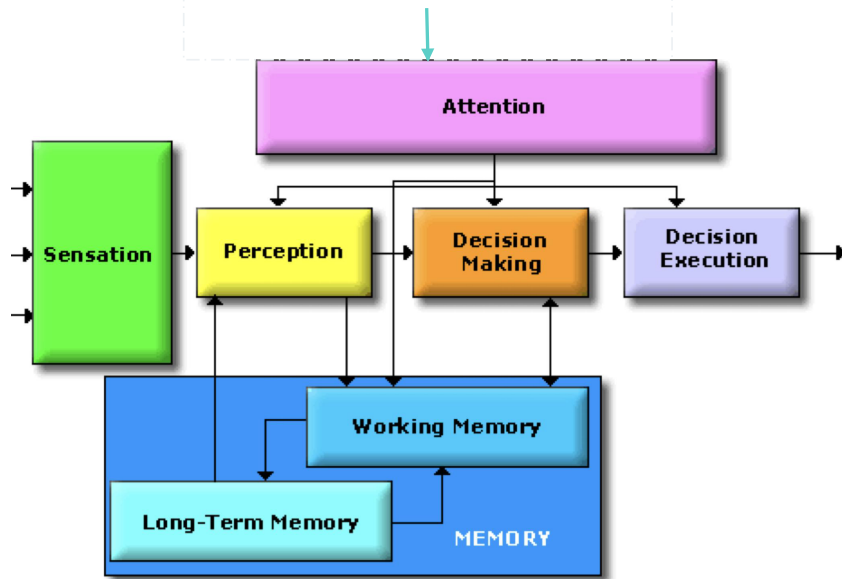 Attention
Sensation
Perception
Decision
Making
Decision
Execution
Working Memory
Long-Term Memory
MEMORY